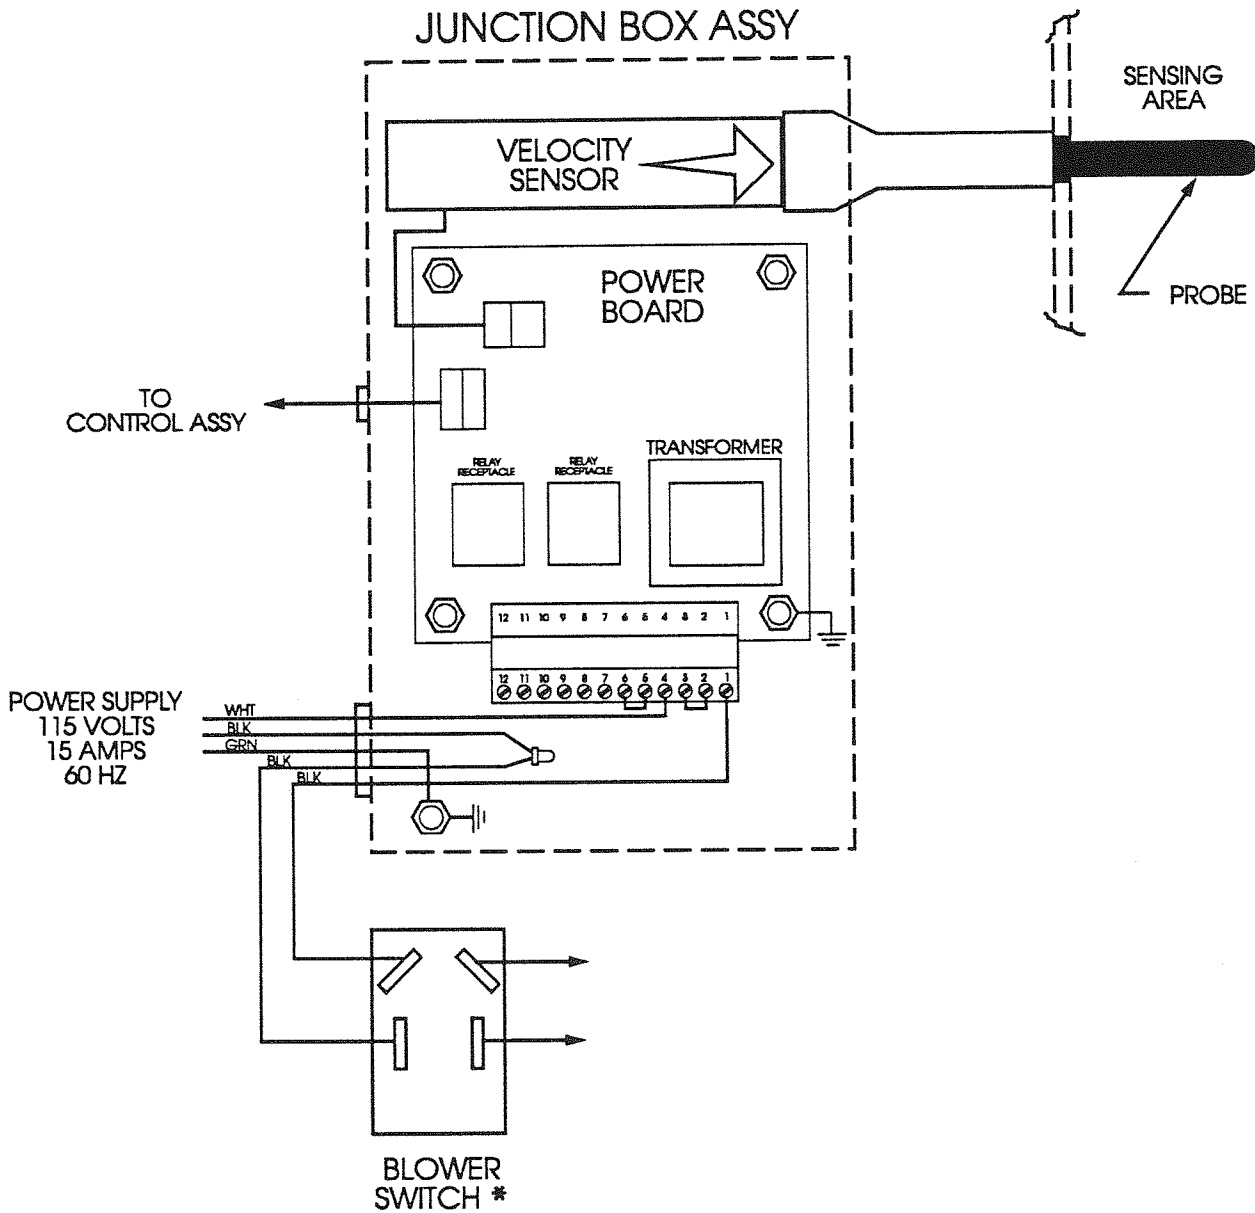 JUNCTION BOX ASSY
SENSING
AREA
VELOCITY
SENSOR
PROBE
POWER
BOARD
TO
CONTROL ASSY
TRANSFORMER
RELAY
RECEPTACLE
RELAY
RECEPTACLE
12 11 10 9 8 7 6 5 4 3 2 1
12 11 10 9 8 7 6 5 4 3 2 1
POWER SUPPLY
115 VOLTS
15 AMPS
60 HZ
WHT
BLK
GRN
BLK
BLK
BLOWER
SWITCH *